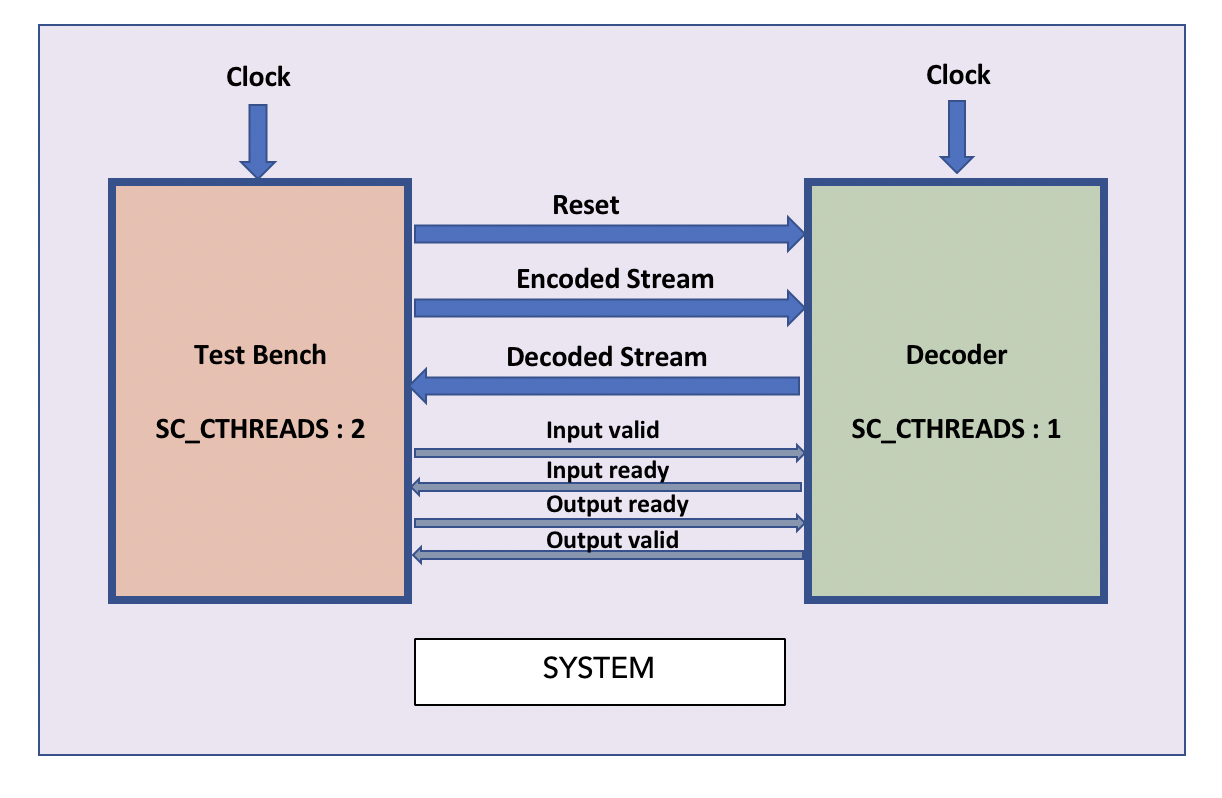 Clock
Clock
Reset
Encoded Stream
Decoded Stream
Test Bench
SC_CTHREADS : 2
Decoder
SC_CTHREADS : 1
Input valid
Input ready
Output ready
Output valid
SYSTEM